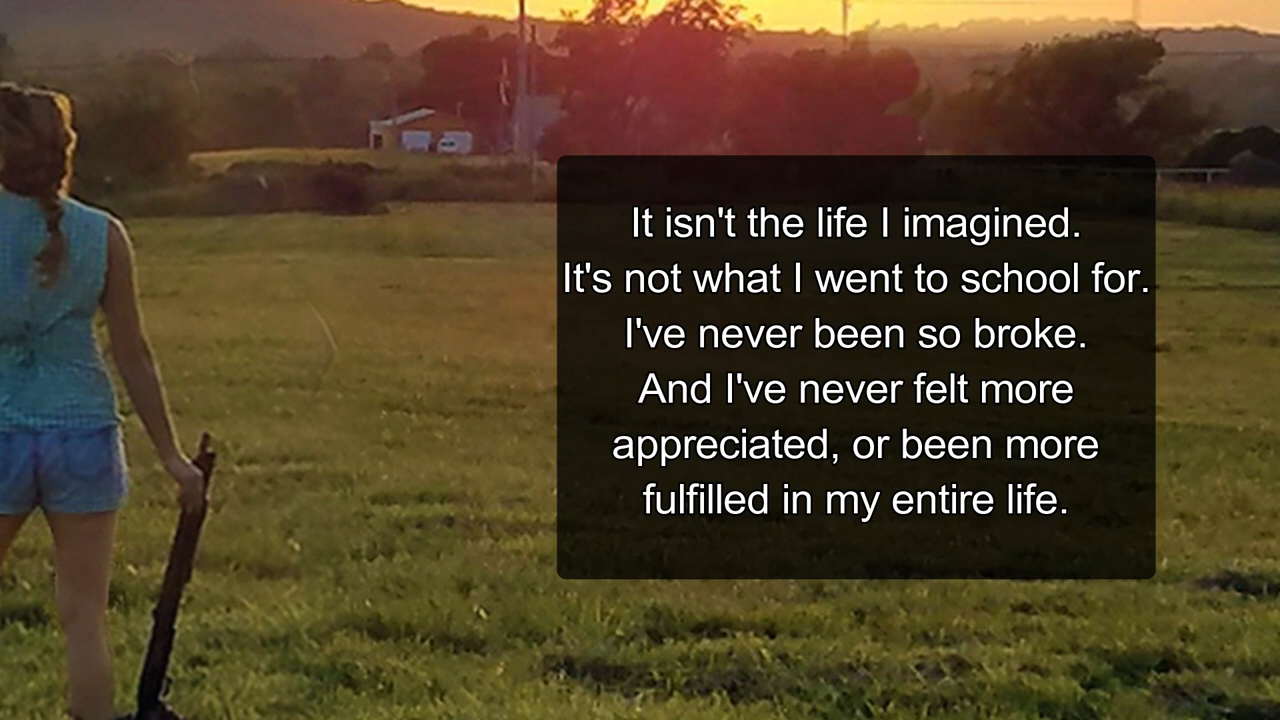 It isn't the life I imagined.
It's not what I went to school for.
I've never been so broke.
And I've never felt more
appreciated, or been more
fulfilled in my entire life.